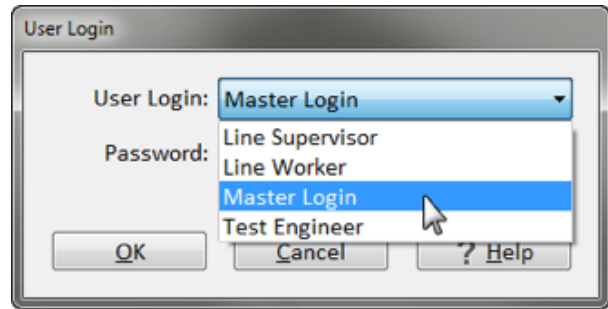 User Login
User Login: Master Login
Line Supervisor
Password:
Line Worker
Master Login
Test Engineer
OK Cancel ? Help